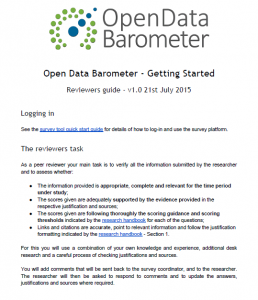 OpenData
Barometer
Open Data Barometer - Getting Started
Reviewers guide - v1.0 21st July 2015
Logging in
See the survey tool quick start guide for details of how to log-in and use the survey platform.
The reviewers task
As a peer reviewer your main task is to verify all the information submitted by the researcher
and to assess whether:
The information provided is appropriate, complete and relevant for the time period
under study;
The scores given are adequately supported by the evidence provided in the
respective justification and sources;
The scores given are following thoroughly the scoring guidance and scoring
thresholds indicated by the research handbook for each of the questions;
Links and citations are accurate, point to relevant information and follow the justification
formatting indicated by the research handbook - Section 1.
For this you will use a combination of your own knowledge and experience, additional desk
research and a careful process of checking justifications and sources.
You will add comments that will be sent back to the survey coordinator, and to the researcher.
The researcher will then be asked to respond to comments and to update the answers,
justifications and sources where required.